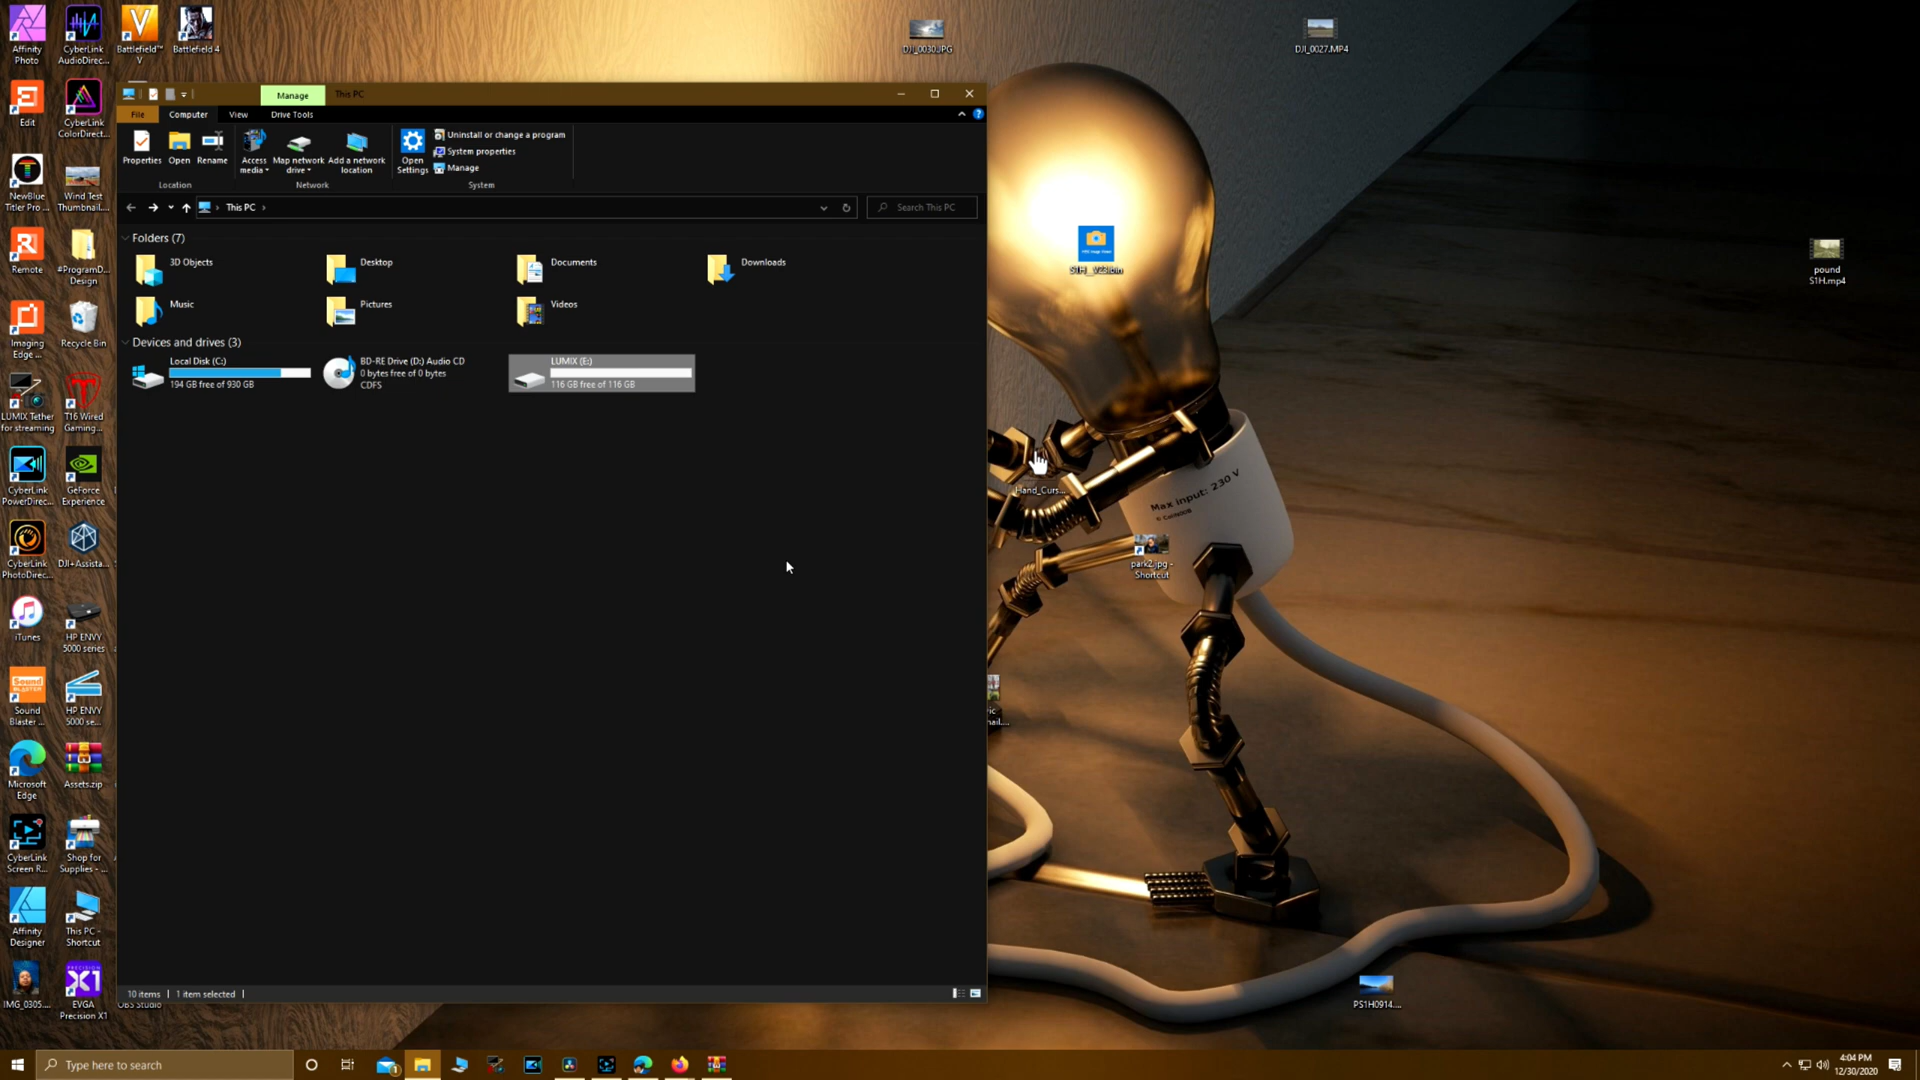 Affinity Photo
CyberLink AudioDirec...
Battlefield™ V
Battlefield 4
DJI_0030.JPG
DJI_0027.MP4
Edit
CyberLink ColorDirect...
NewBlue Titler Pro ...
Wind Test Thumbnail....
Remote
#ProgramD... Design
Imaging Edge ...
Recycle Bin
LUMIX Tether for streaming
T16 Wired Gaming...
CyberLink PowerDirec...
GeForce Experience
CyberLink PhotoDirec...
DJI+Assista...
iTunes
HP ENVY 5000 series
Sound Blaster ...
HP ENVY 5000 se...
Microsoft Edge
Assets.zip
CyberLink Screen R...
Shop for Supplies - ...
Affinity Designer
This PC - Shortcut
IMG_0305....
EVGA Precision X1
OBS Studio
Manage
This PC
File
Computer
View
Drive Tools
Properties
Open
Rename
Access media
Map network drive
Add a network location
Open Settings
Uninstall or change a program
System properties
Manage
Location
Network
System
This PC
Search This PC
Folders (7)
3D Objects
Desktop
Documents
Downloads
Music
Pictures
Videos
Devices and drives (3)
Local Disk (C:)
194 GB free of 930 GB
BD-RE Drive (D:) Audio CD
0 bytes free of 0 bytes
CDFS
LUMIX (E:)
116 GB free of 116 GB
10 items
1 item selected
pound S1H.mp4
Hand_Curs...
Max input: 230 V
park2.jpg - Shortcut
PS1H0914....
Type here to search
4:04 PM
12/30/2020